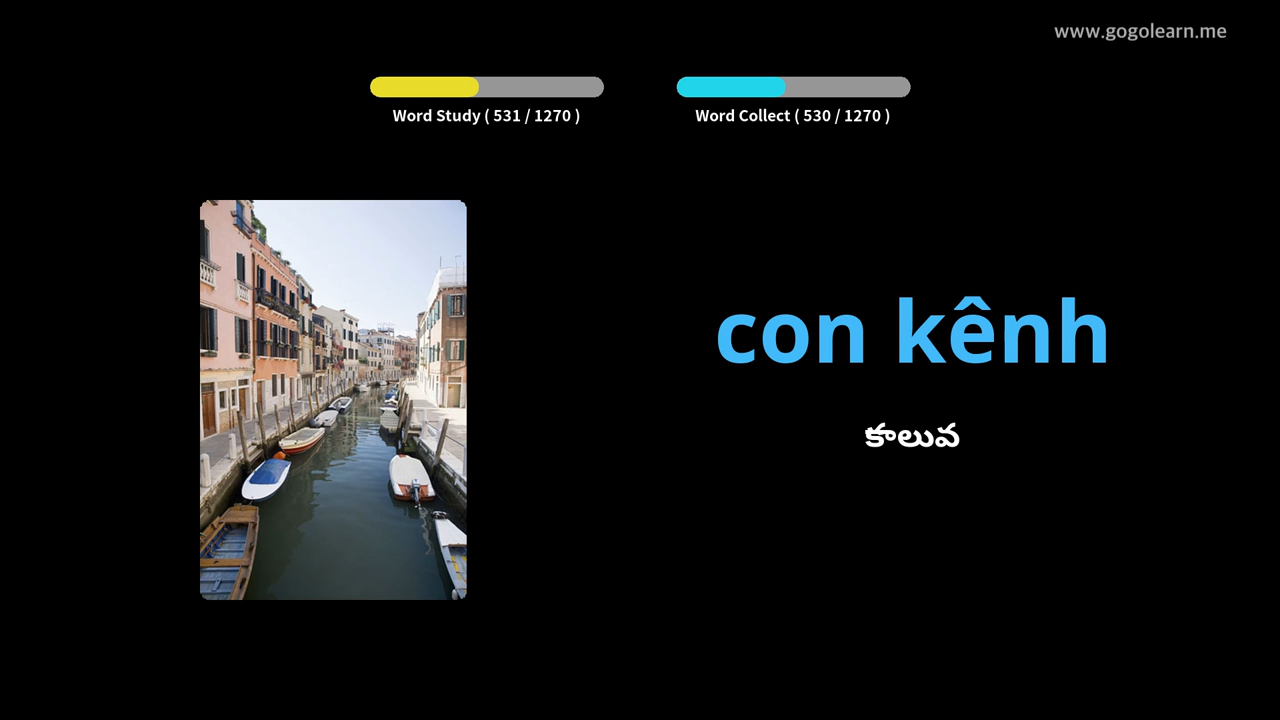 www.gogolearn.me
Word Study ( 531 / 1270 )
Word Collect ( 530 / 1270 )
con kênh
కాలువ